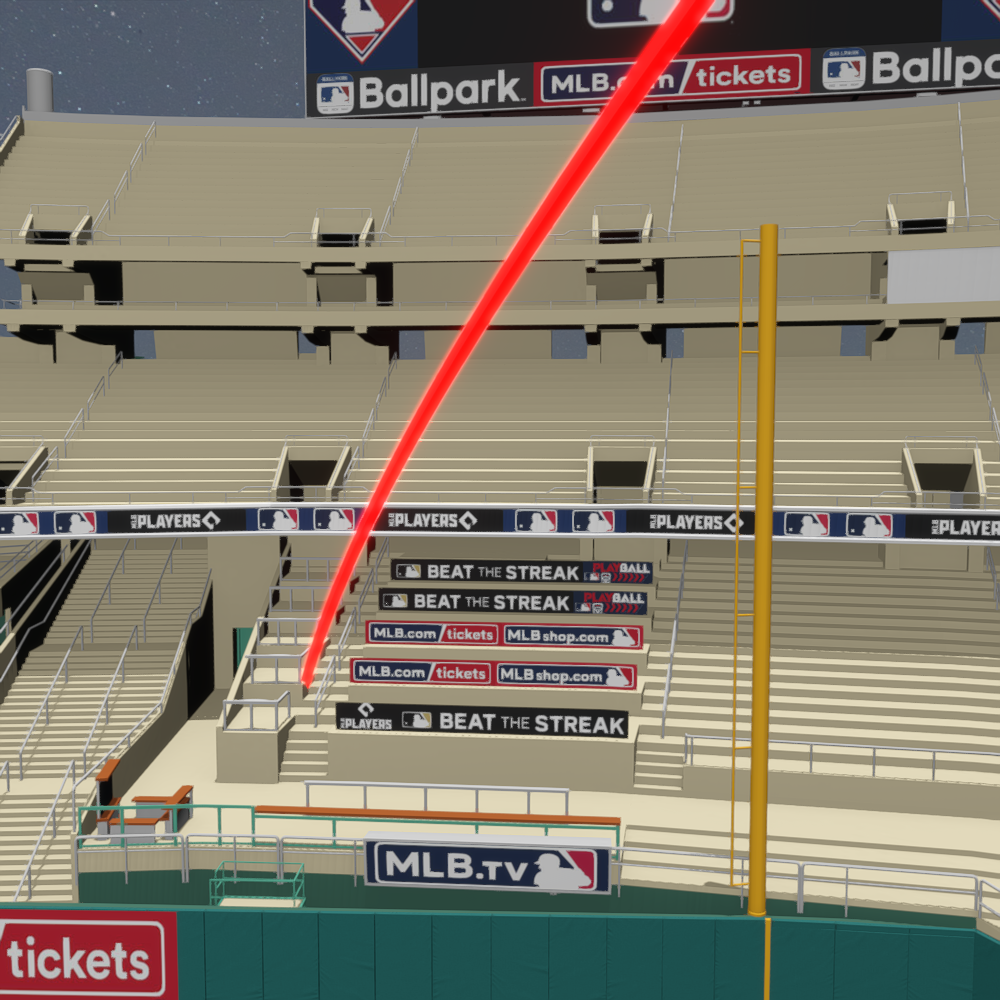 Ballpark
MLB.com/tickets
Ballpa
PLAYERS
PLAYERS
PLAYERS
PLAYER
BEAT THE STREAK PLAY BALL
BEAT THE STREAK PLAY BALL
MLB.com/tickets MLBshop.com
MLB.com/tickets MLBshop.com
PLAYERS BEAT THE STREAK
MLB.TV
tickets